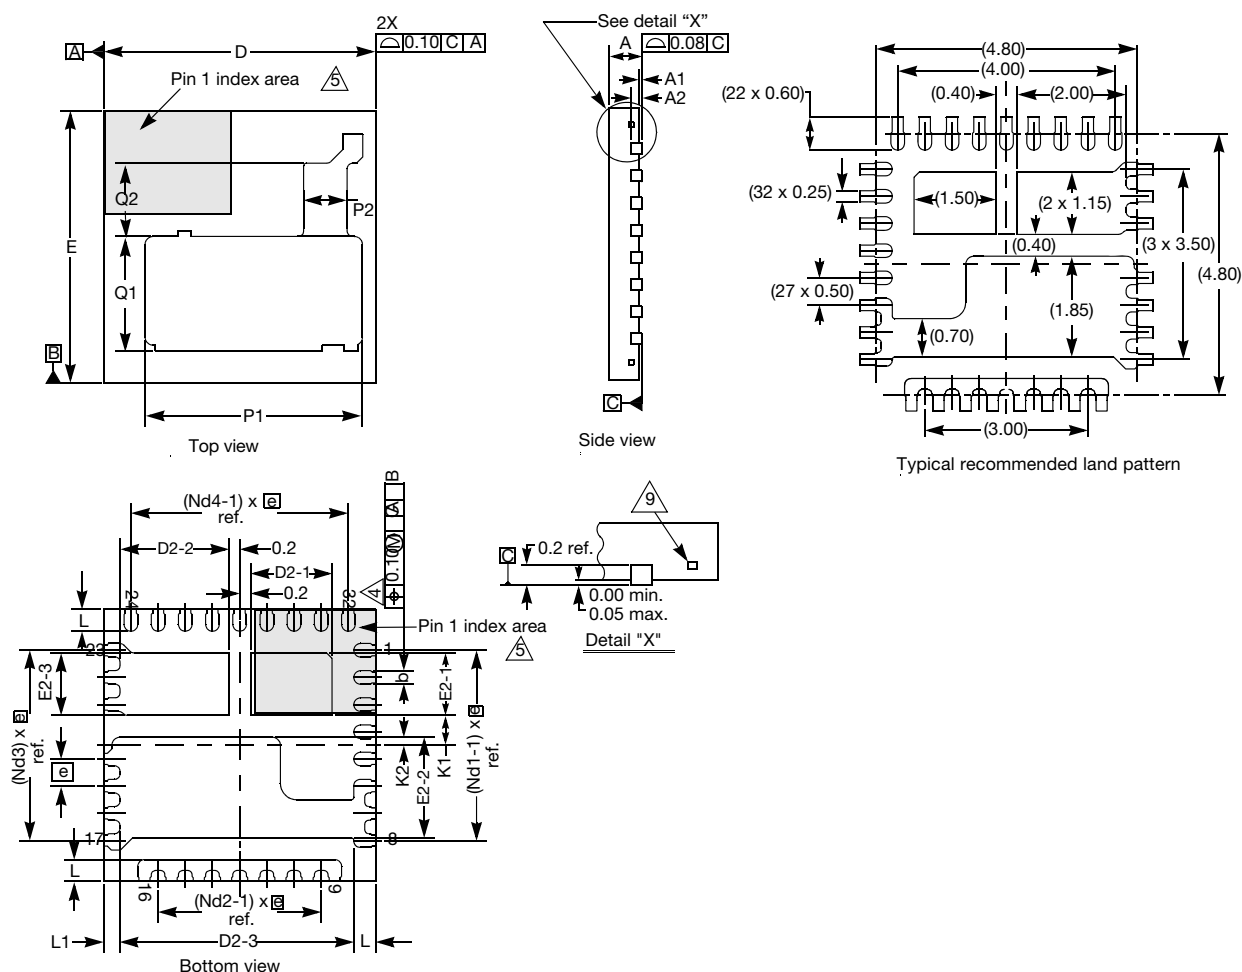 2X
0.10 C A
A
D
Pin 1 index area
5
Q2
P2
E
Q1
B
P1
Top view
See detail “X”
A
0.08 C
A1
A2
C
Side view
(4.80)
(4.00)
(22 x 0.60)
(0.40)
(2.00)
(32 x 0.25)
(1.50)
(2 x 1.15)
(0.40)
(3 x 3.50)
(4.80)
(27 x 0.50)
(1.85)
(0.70)
(3.00)
Typical recommended land pattern
(Nd4-1) x e
ref.
D2-2
0.2
D2-1
0.2
0.10 M C A B
4
24
32
L
Pin 1 index area
5
23
1
E2-3
b
E2-1
(Nd3) x e
ref.
(Nd1-1) x e
ref.
e
K2
K1
E2-2
17
8
L
16
9
(Nd2-1) x e
ref.
L1
D2-3
L
Bottom view
9
C
0.2 ref.
0.00 min.
0.05 max.
Detail "X"